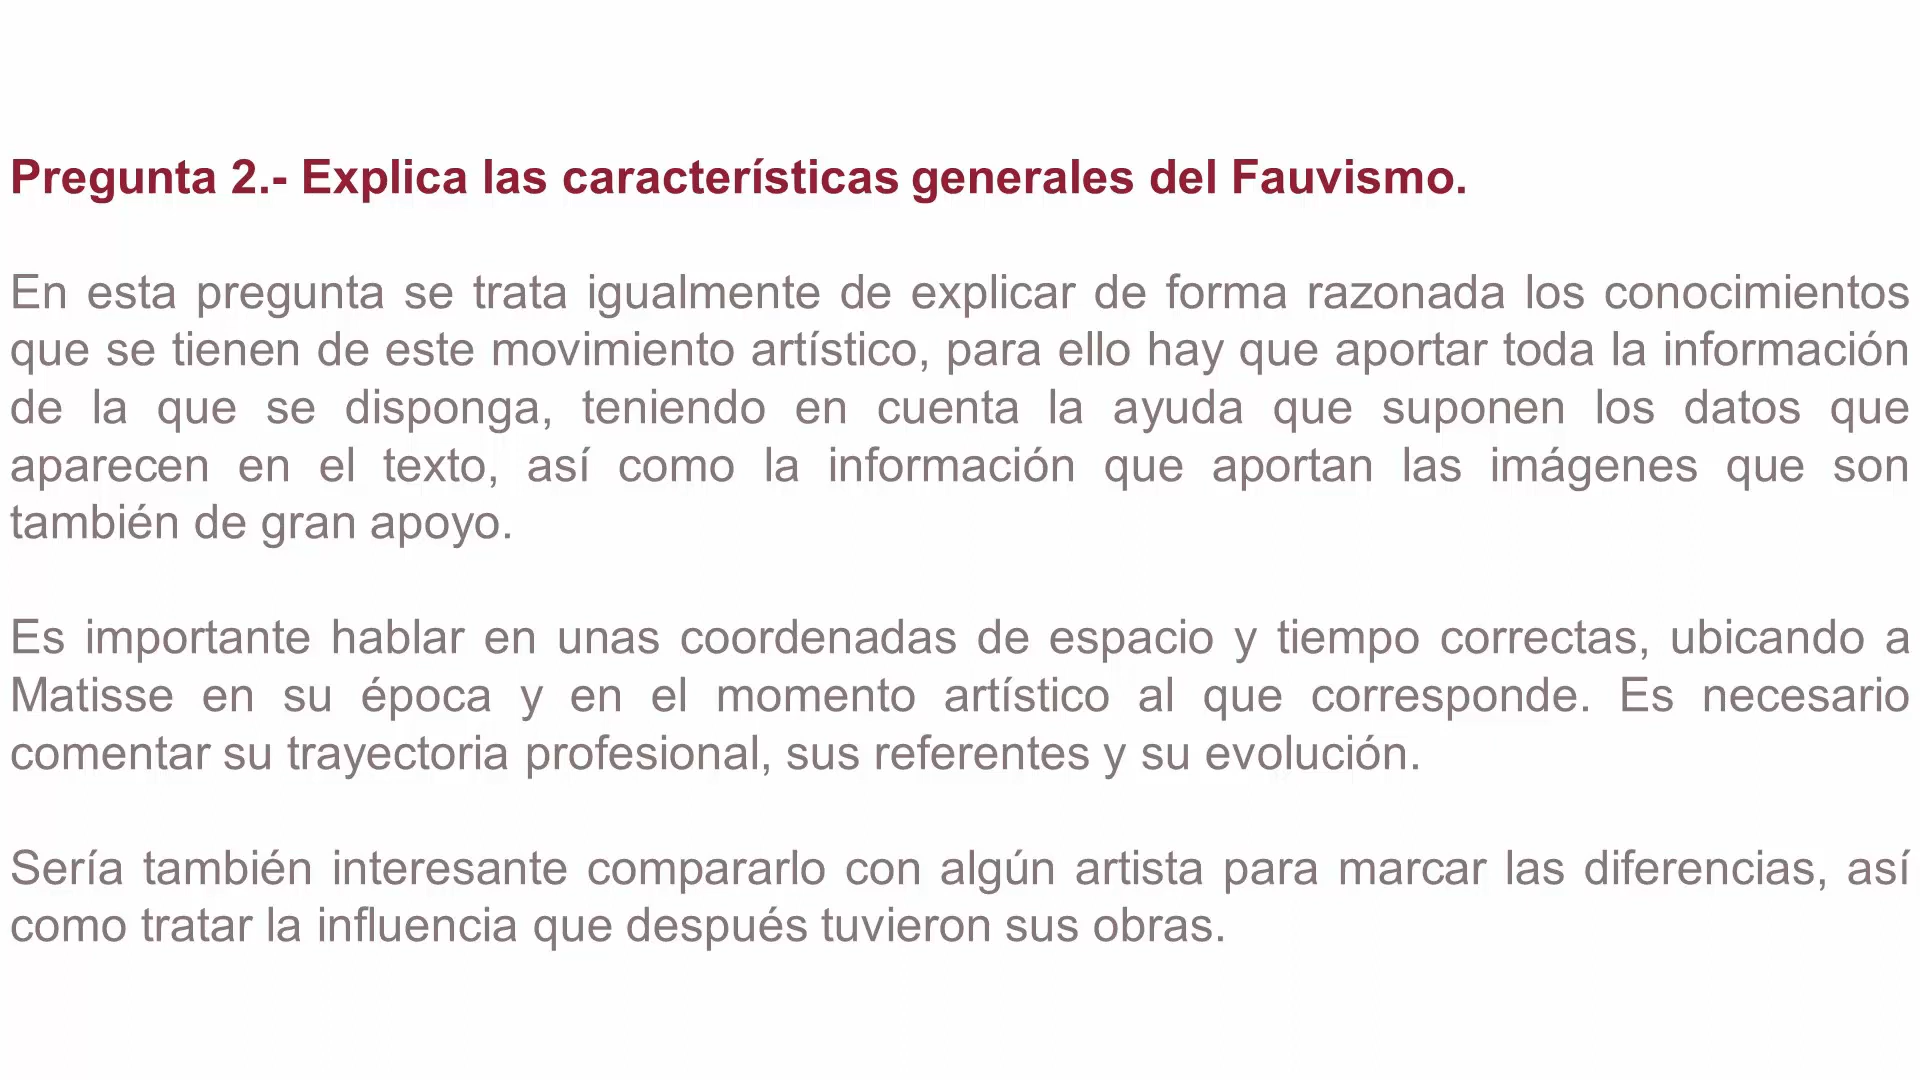 Pregunta 2.- Explica las características generales del Fauvismo.
En esta pregunta se trata igualmente de explicar de forma razonada los conocimientos
que se tienen de este movimiento artístico, para ello hay que aportar toda la información
de la que se disponga, teniendo en cuenta la ayuda que suponen los datos que
aparecen en el texto, así como la información que aportan las imágenes que son
también de gran apoyo.
Es importante hablar en unas coordenadas de espacio y tiempo correctas, ubicando a
Matisse en su época y en el momento artístico al que corresponde. Es necesario
comentar su trayectoria profesional, sus referentes y su evolución.
Sería también interesante compararlo con algún artista para marcar las diferencias, así
como tratar la influencia que después tuvieron sus obras.